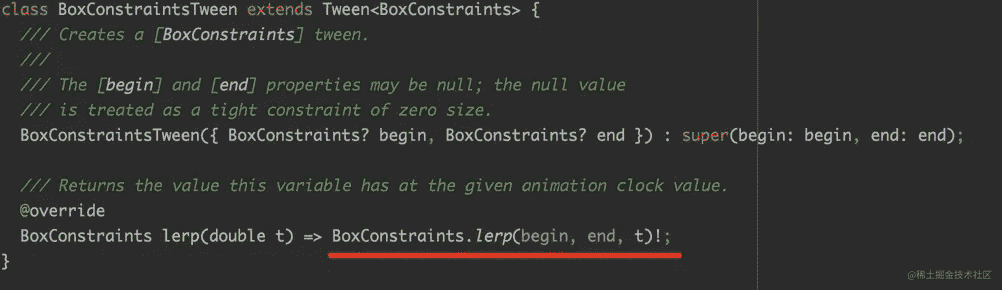 class BoxConstraintsTween extends Tween<BoxConstraints> {
/// Creates a [BoxConstraints] tween.
///
/// The [begin] and [end] properties may be null; the null value
/// is treated as a tight constraint of zero size.
BoxConstraintsTween({ BoxConstraints? begin, BoxConstraints? end }) : super(begin: begin, end: end);
/// Returns the value this variable has at the given animation clock value.
@override
BoxConstraints lerp(double t) => BoxConstraints.lerp(begin, end, t)!;
}
@稀土掘金技术社区